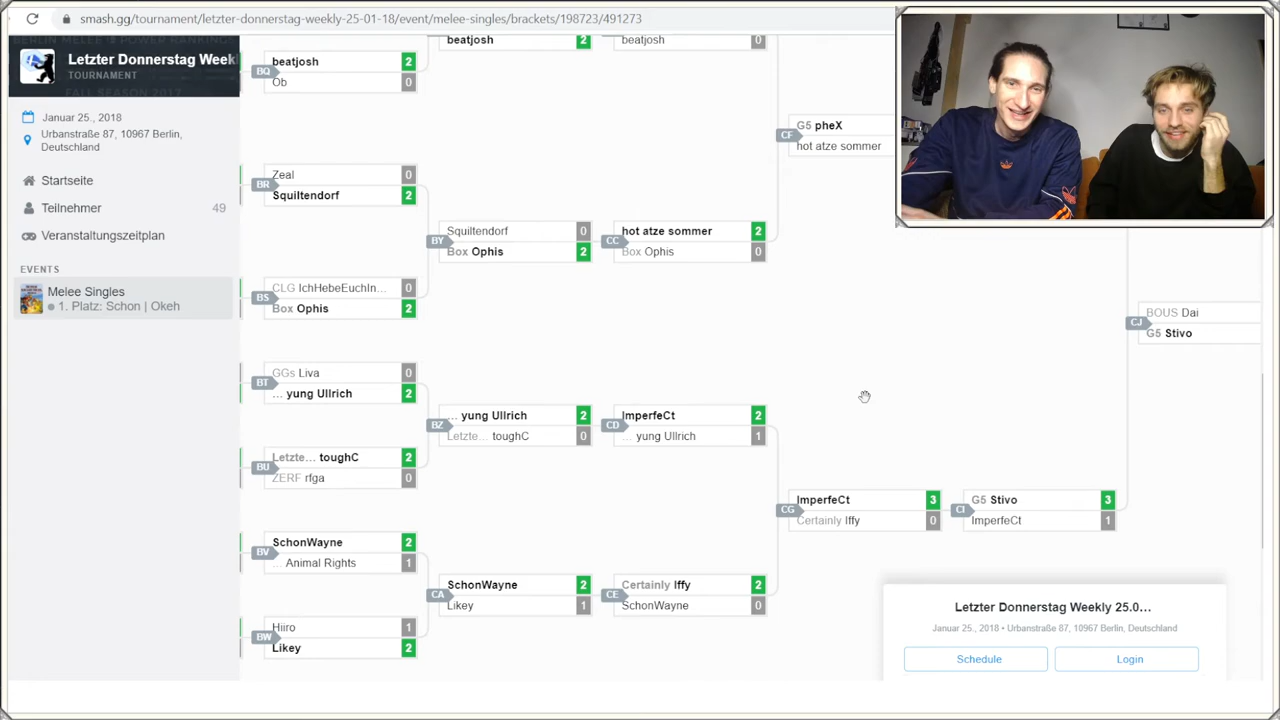 smash.gg/tournament/letzter-donnerstag-weekly-25-01-18/event/melee-singles/brackets/198723/491273
Letzter Donnerstag Weekl
TOURNAMENT
FALL SEASON 2017
Januar 25., 2018
Urbanstraße 87, 10967 Berlin,
Deutschland
Startseite
Teilnehmer 49
Veranstaltungszeitplan
EVENTS
Melee Singles
1. Platz: Schon | Okeh
BQ
beatjosh 2
Ob 0
BR
Zeal 0
Squiltendorf 2
BS
CLG IchHebeEuchIn... 0
Box Ophis 2
BT
GGs Liva 0
... yung Ullrich 2
BU
Letzte... toughC 2
ZERF rfga 0
BV
SchonWayne 2
... Animal Rights 1
BW
Hiiro 1
Likey 2
beatjosh 2
BY
Squiltendorf 0
Box Ophis 2
BZ
... yung Ullrich 2
Letzte... toughC 0
CA
SchonWayne 2
Likey 1
beatjosh 0
CC
hot atze sommer 2
Box Ophis 0
CD
ImperfeCt 2
... yung Ullrich 1
CE
Certainly Iffy 2
SchonWayne 0
CF
G5 pheX
hot atze sommer
CG
ImperfeCt 3
Certainly Iffy 0
CI
G5 Stivo 3
ImperfeCt 1
CJ
BOUS Dai
G5 Stivo
Letzter Donnerstag Weekly 25.0...
Januar 25., 2018 • Urbanstraße 87, 10967 Berlin, Deutschland
Schedule
Login